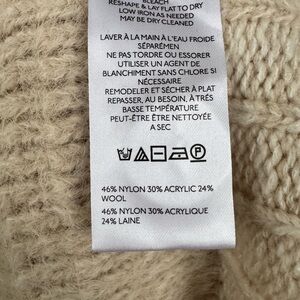 BLEACH
RESHAPE & LAY FLAT TO DRY
LOW IRON AS NEEDED
MAY BE DRY CLEANED
LAVER À LA MAIN À L'EAU FROIDE
SÉPARÉMEN
NE PAS TORDRE OU ESSORER
UTILISER UN AGENT DE
BLANCHIMENT SANS CHLORE SI
NÉCESSAIRE
REMODELER ET SÉCHER À PLAT
REPASSER, AU BESOIN, À TRÉS
BASSE TEMPÉRATURE
PEUT-ÊTRE ÊTRE NETTOYÉE
A SEC
P
46% NYLON 30% ACRYLIC 24%
WOOL
46% NYLON 30% ACRYLIQUE
24% LAINE